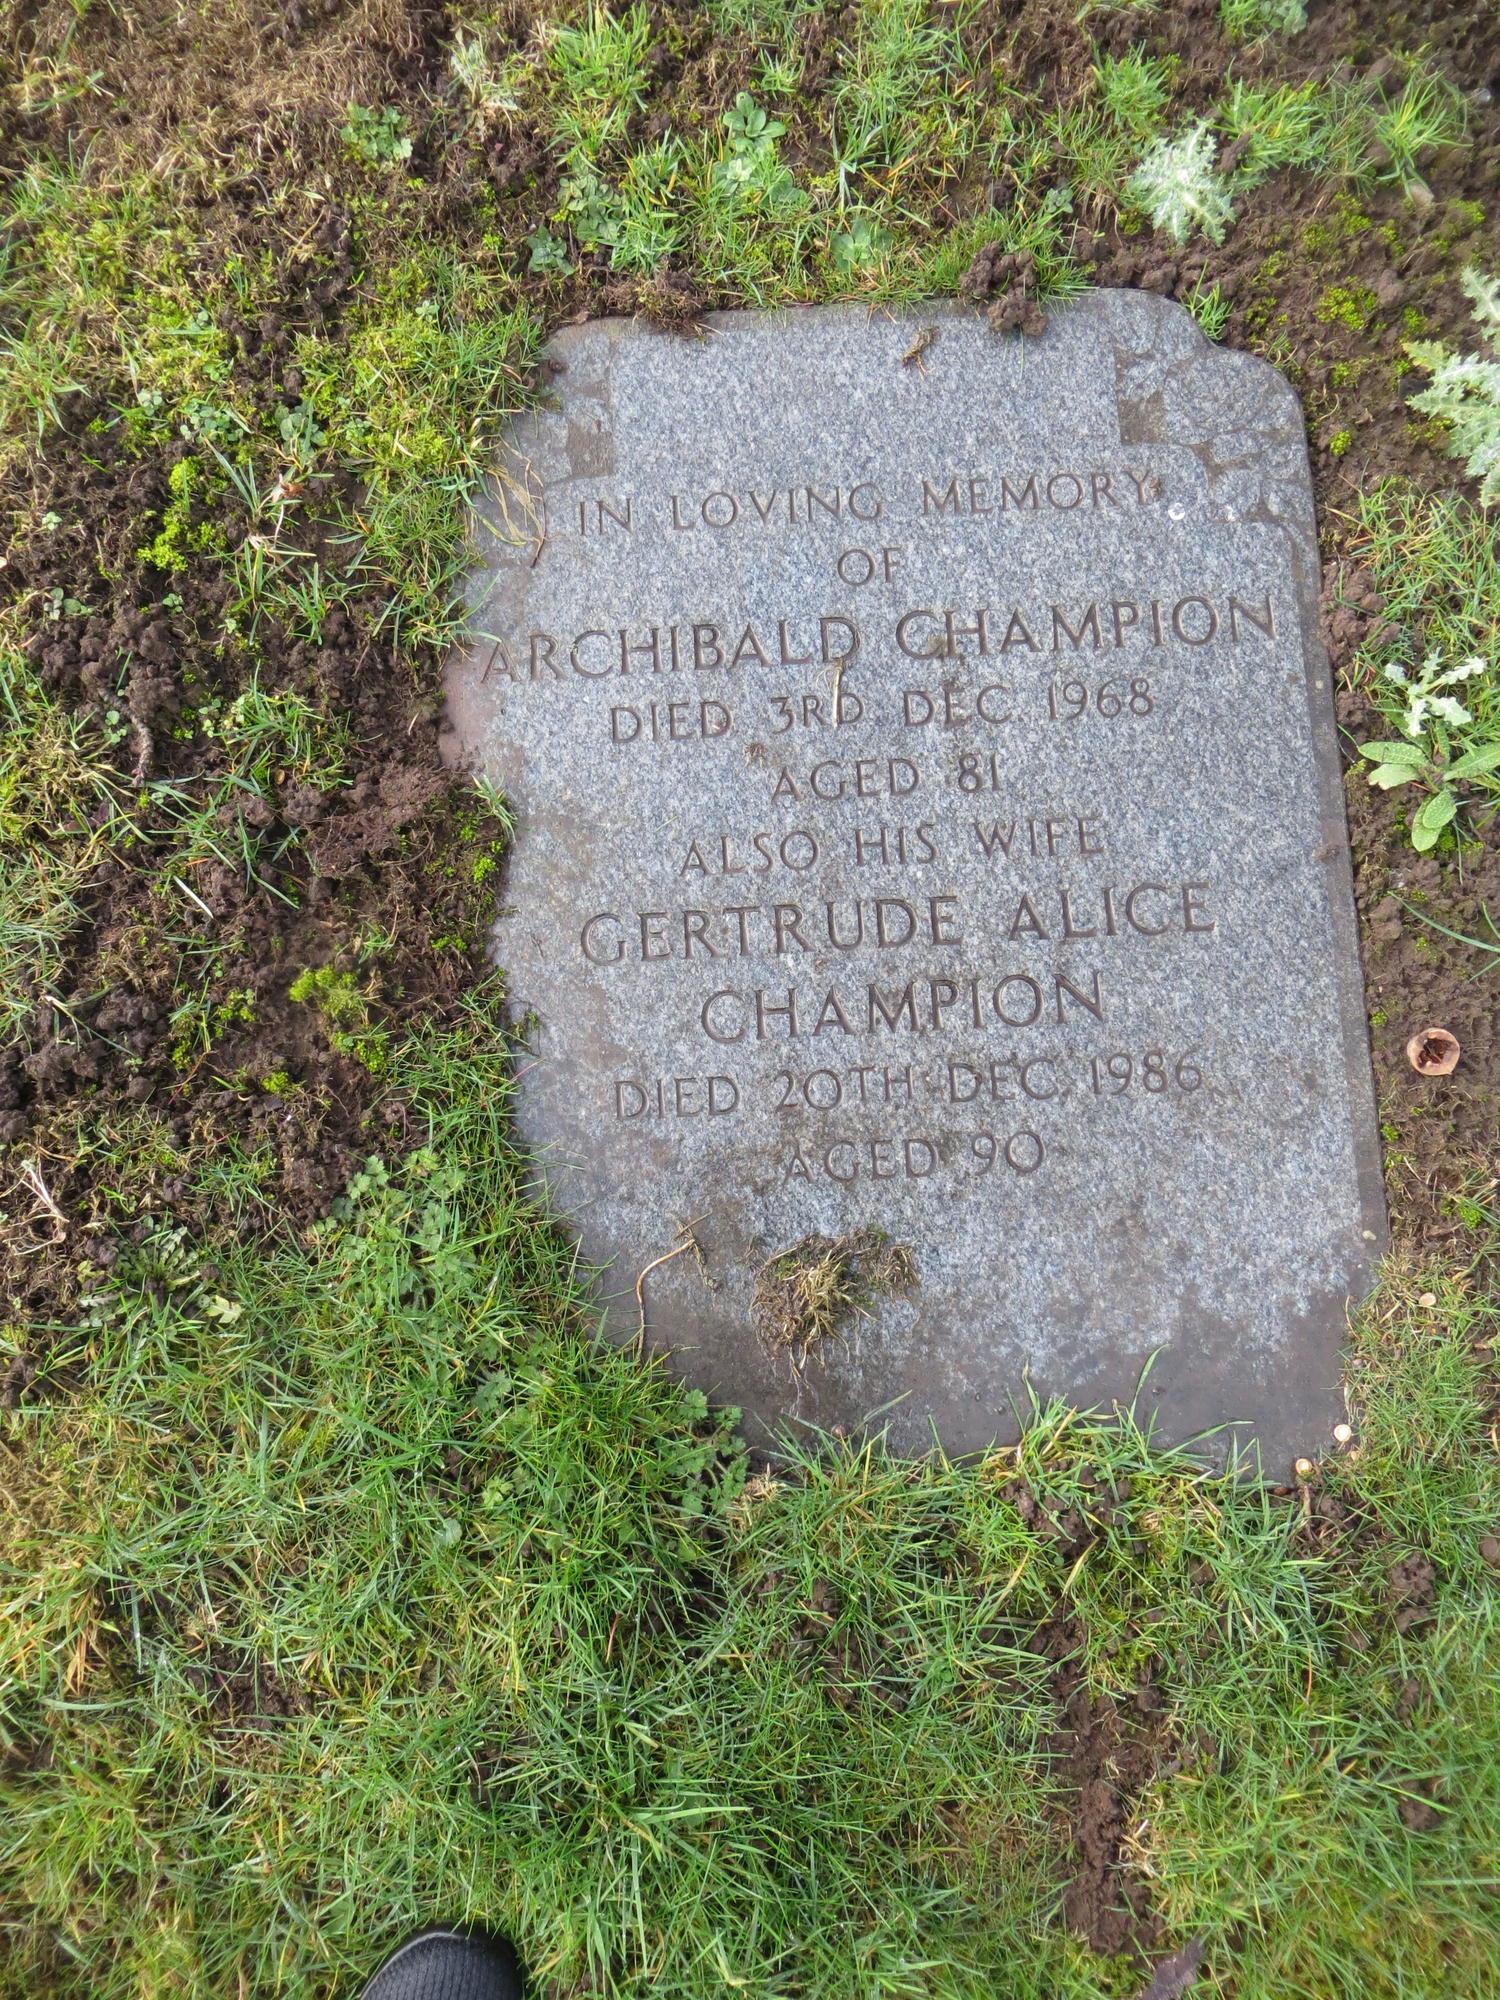 IN LOVING MEMORY
OF
ARCHIBALD CHAMPION
DIED 3RD DEC. 1968
AGED 81
ALSO HIS WIFE
GERTRUDE ALICE
CHAMPION
DIED 20TH DEC. 1986
AGED 90